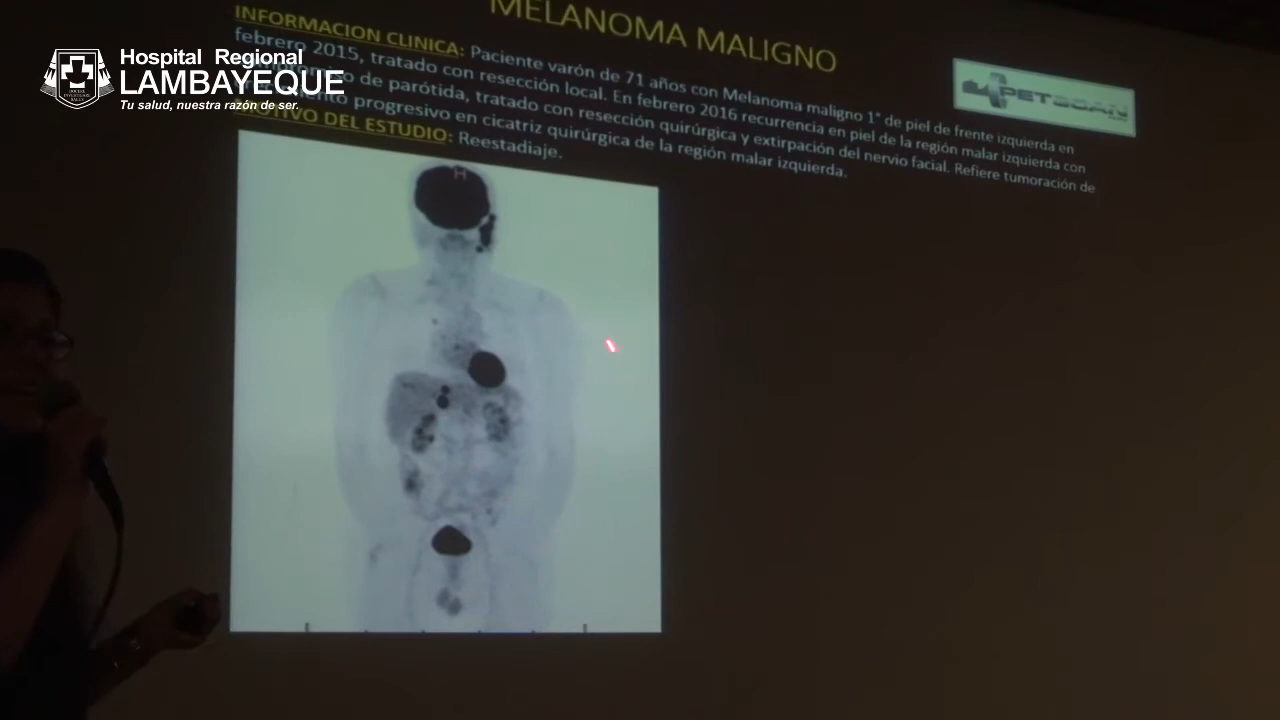 MELANOMA MALIGNO
INFORMACION CLINICA: Paciente varón de 71 años con Melanoma maligno 1° de piel de frente izquierda en
febrero 2015, tratado con resección local. En febrero 2016 recurrencia en piel de la región malar izquierda con
de parótida, tratado con resección quirúrgica y extirpación del nervio facial. Refiere tumoración de
progresivo en cicatriz quirúrgica de la región malar izquierda.
MOTIVO DEL ESTUDIO: Reestadiaje.
Hospital Regional
LAMBAYEQUE
Tu salud, nuestra razón de ser.
PETSCAN
H